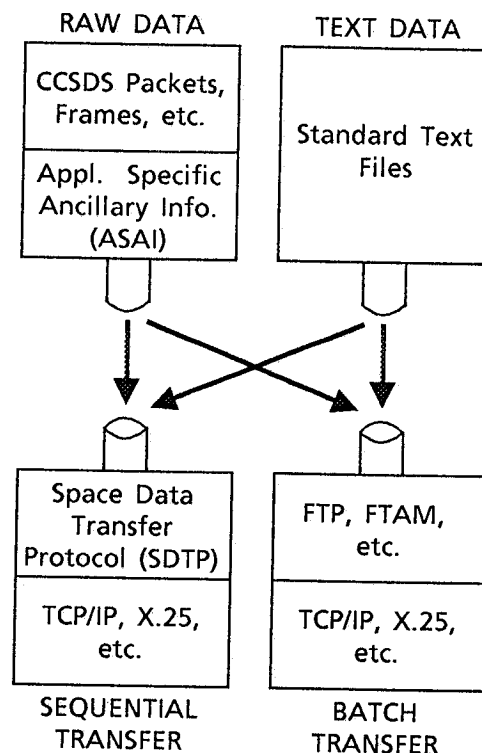 RAW DATA
CCSDS Packets,
Frames, etc.
Appl. Specific
Ancillary Info.
(ASAI)
TEXT DATA
Standard Text
Files
Space Data
Transfer
Protocol (SDTP)
TCP/IP, X.25,
etc.
SEQUENTIAL
TRANSFER
FTP, FTAM,
etc.
TCP/IP, X.25,
etc.
BATCH
TRANSFER